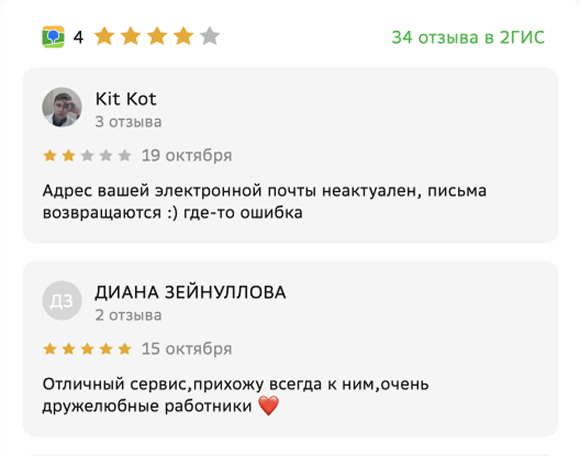 4
34 отзыва в 2ГИС
Kit Kot
3 отзыва
19 октября
Адрес вашей электронной почты неактуален, письма
возвращаются :) где-то ошибка
ДЗ
ДИАНА ЗЕЙНУЛЛОВА
2 отзыва
15 октября
Отличный сервис,прихожу всегда к ним,очень
дружелюбные работники ❤️